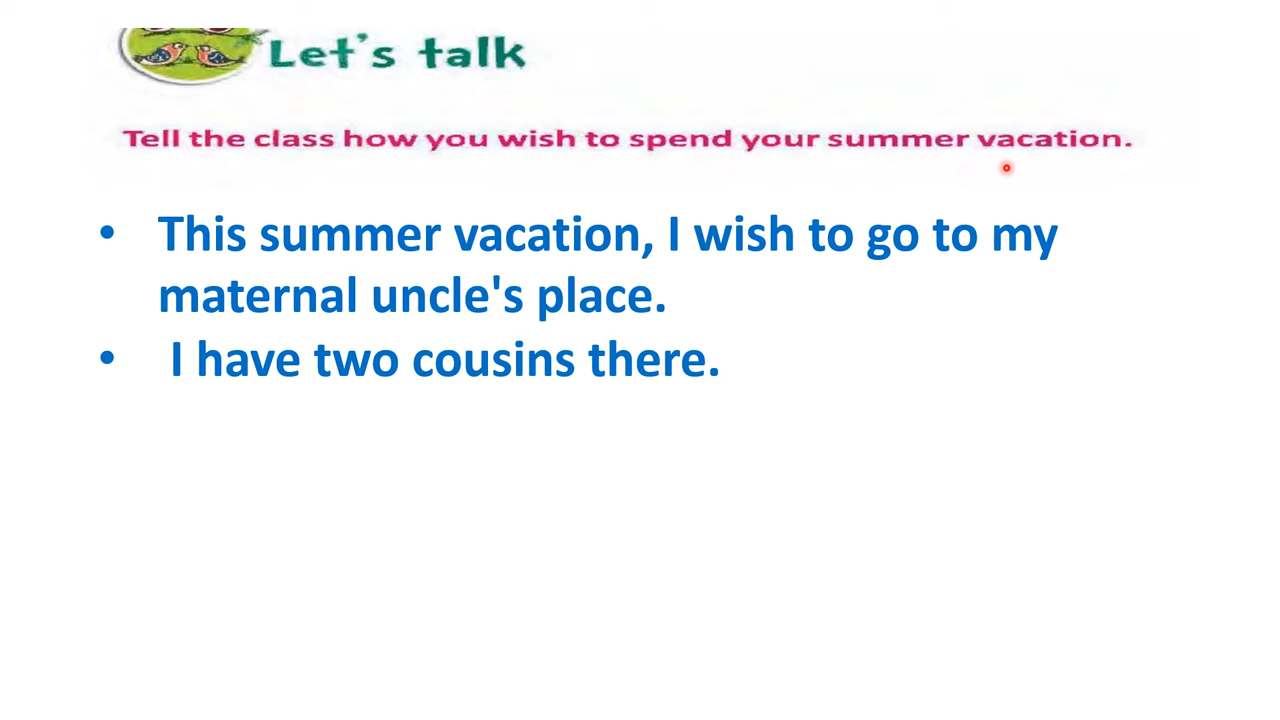 Let's talk
Tell the class how you wish to spend your summer vacation.
• This summer vacation, I wish to go to my
maternal uncle's place.
• I have two cousins there.